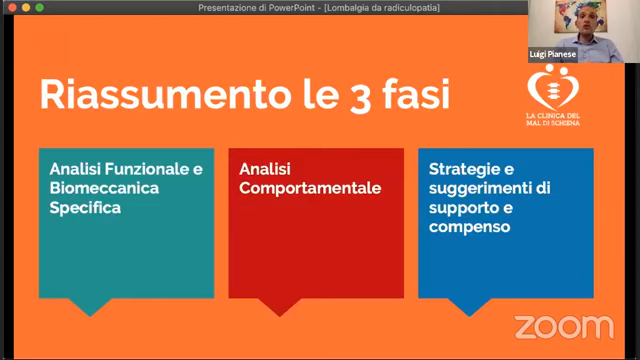 Presentazione di PowerPoint - [Lombalgia da radiculopatia]
Luigi Pianese
Riassumento le 3 fasi
LA CLINICA DEL
MAL DI SCHIENA
Analisi Funzionale e
Biomeccanica
Specifica
Analisi
Comportamentale
Strategie e
suggerimenti di
supporto e
compenso
zoom